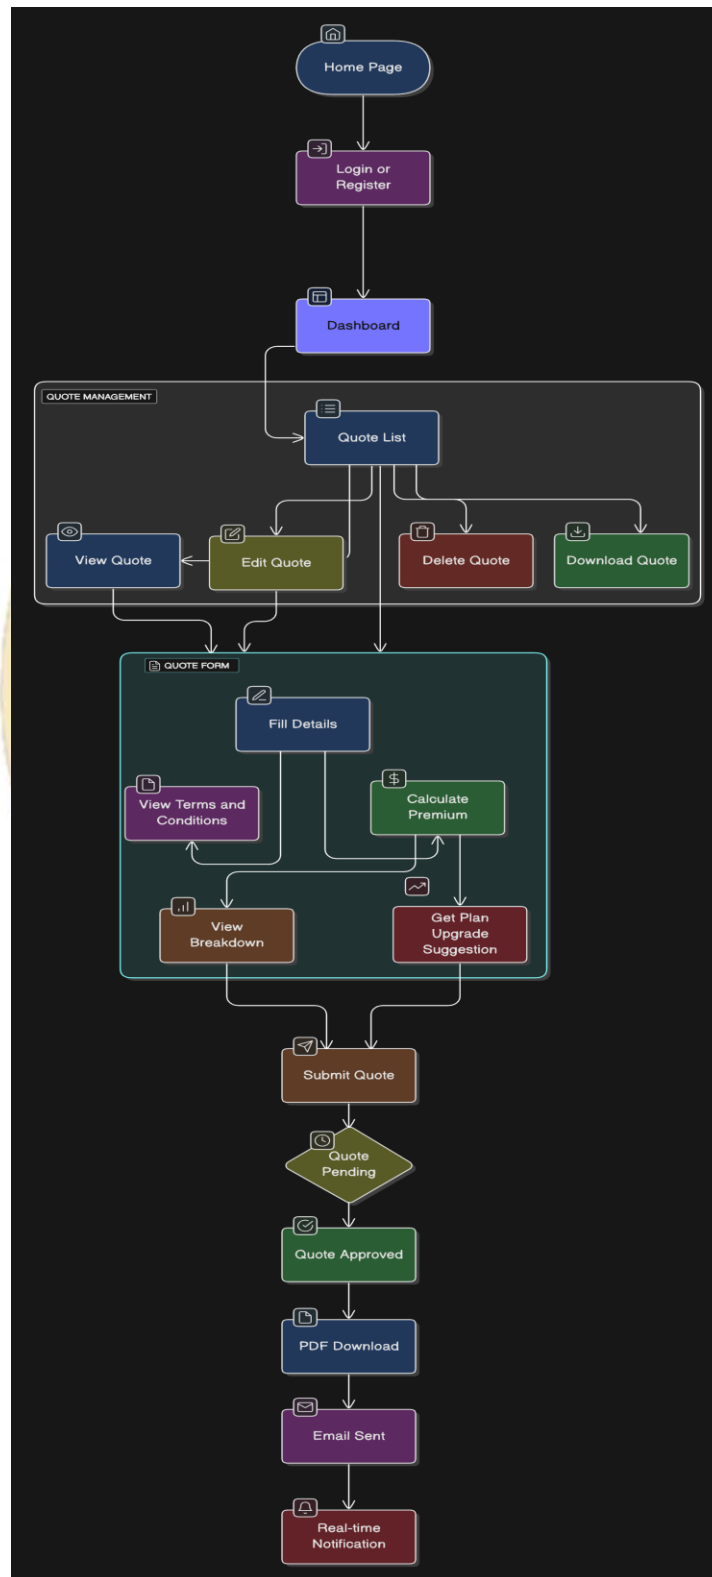 Home Page
Login or
Register
Dashboard
QUOTE MANAGEMENT
Quote List
View Quote
Edit Quote
Delete Quote
Download Quote
QUOTE FORM
Fill Details
View Terms and
Conditions
Calculate
Premium
View
Breakdown
Get Plan
Upgrade
Suggestion
Submit Quote
Quote
Pending
Quote Approved
PDF Download
Email Sent
Real-time
Notification